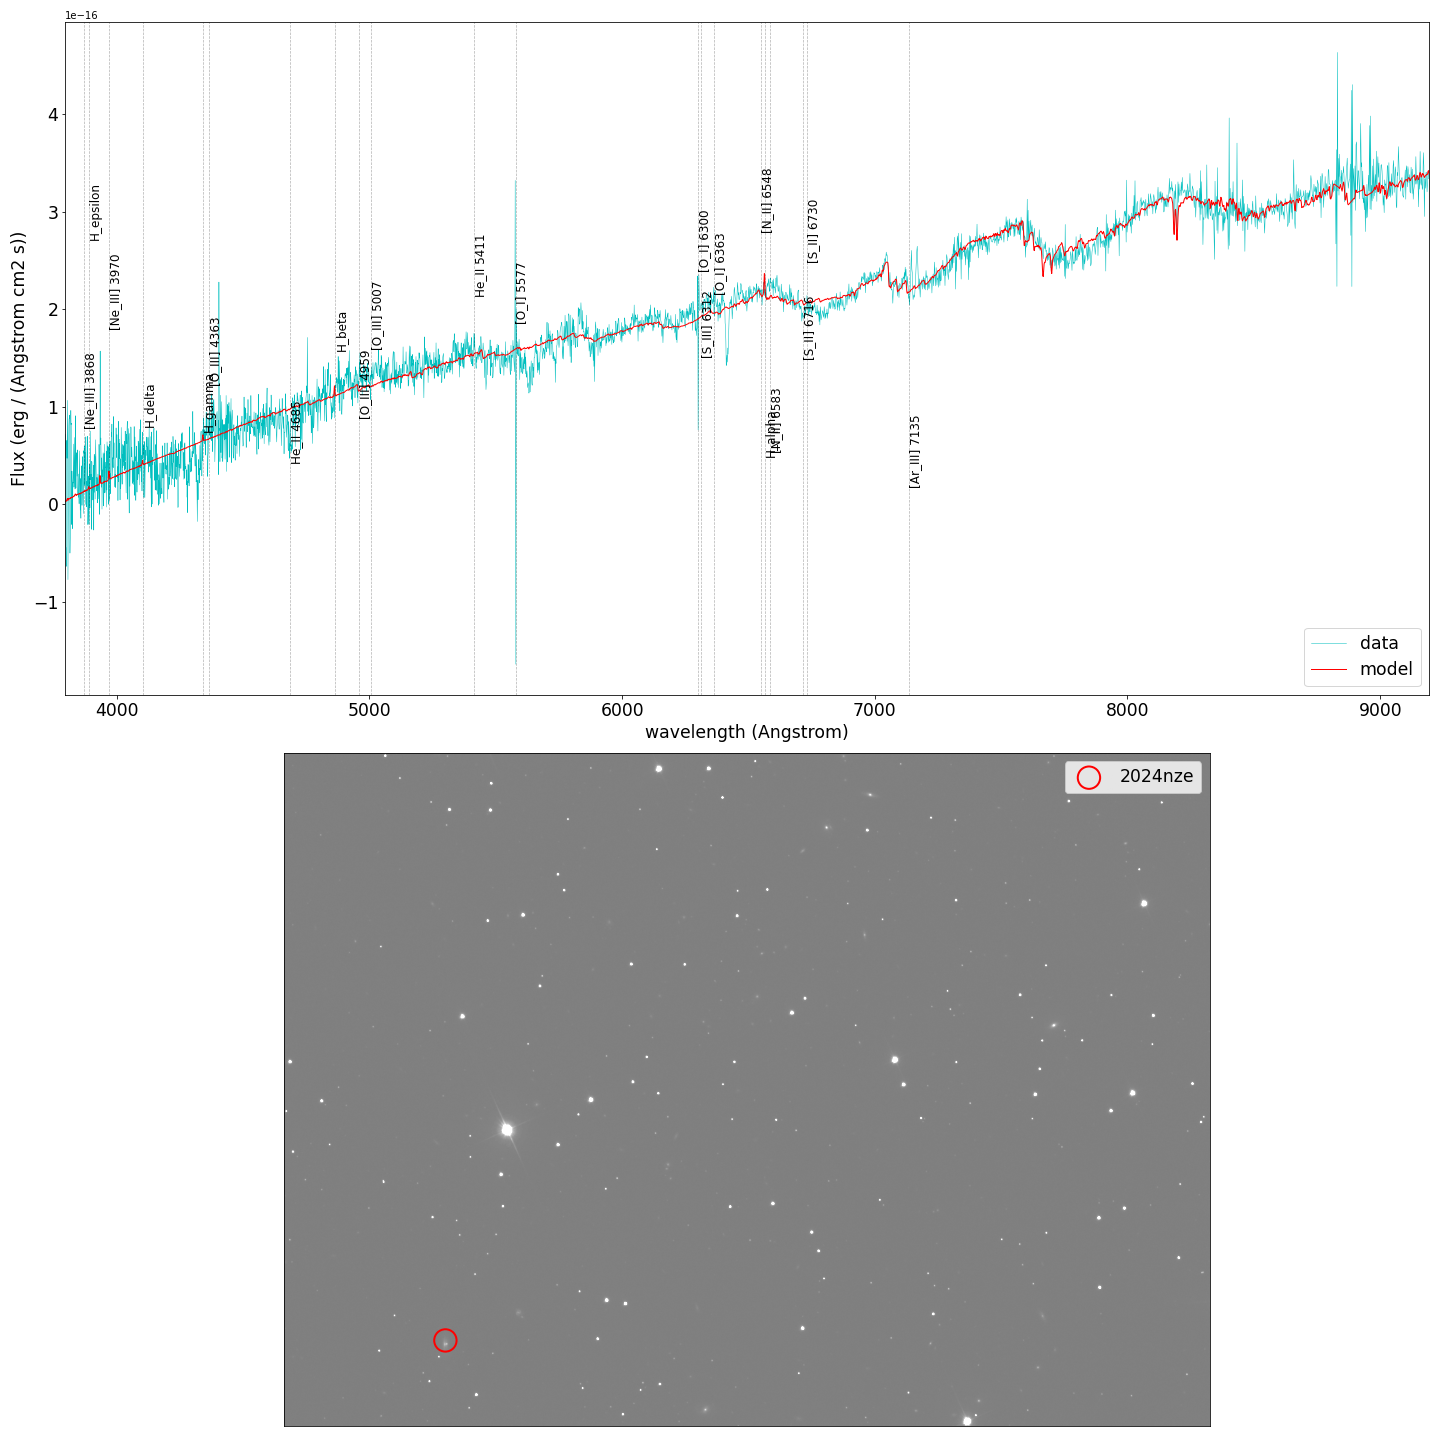 1e−16
Flux (erg / (Angstrom cm2 s))
4
3
2
1
0
−1
[Ne_III] 3868
H_epsilon
[Ne_III] 3970
H_delta
H_gamma
[O_III] 4363
He_II 4685
H_beta
[O_III] 4959
[O_III] 5007
He_II 5411
[O_I] 5577
[O_I] 6300
[S_III] 6312
[O_I] 6363
[N_II] 6548
H_alpha
[N_II] 6583
[S_II] 6716
[S_II] 6730
[Ar_III] 7135
data
model
4000 5000 6000 7000 8000 9000
wavelength (Angstrom)
2024nze